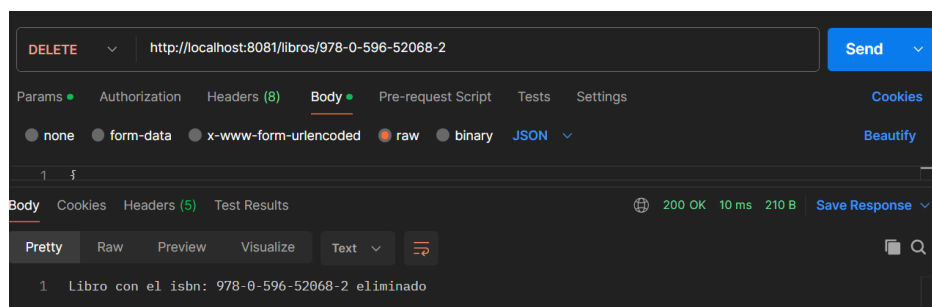 DELETE http://localhost:8081/libros/978-0-596-52068-2 Send
Params Authorization Headers (8) Body Pre-request Script Tests Settings Cookies
none form-data x-www-form-urlencoded raw binary JSON Beautify
1 {
Body Cookies Headers (5) Test Results 200 OK 10 ms 210 B Save Response
Pretty Raw Preview Visualize Text
1 Libro con el isbn: 978-0-596-52068-2 eliminado